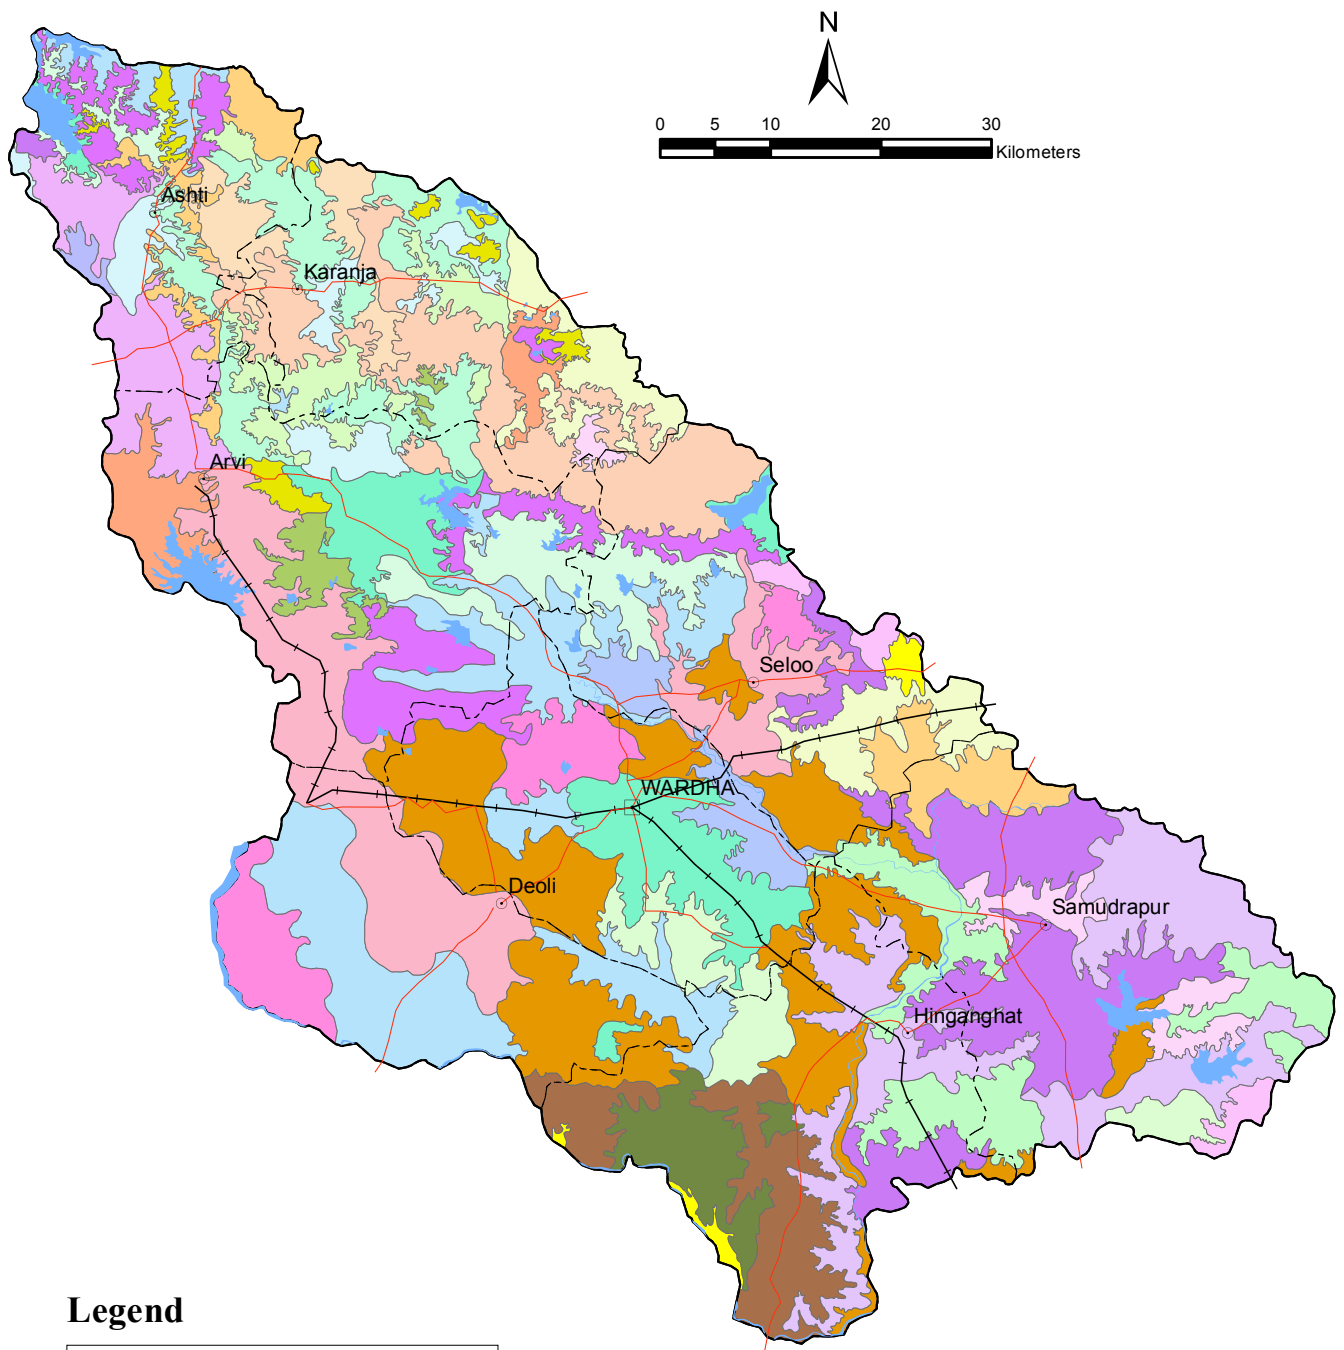 N
0 5 10 20 30
Kilometers
Ashti
Karanja
Arvi
Seloo
WARDHA
Deoli
Samudrapur
Hinganghat
Legend